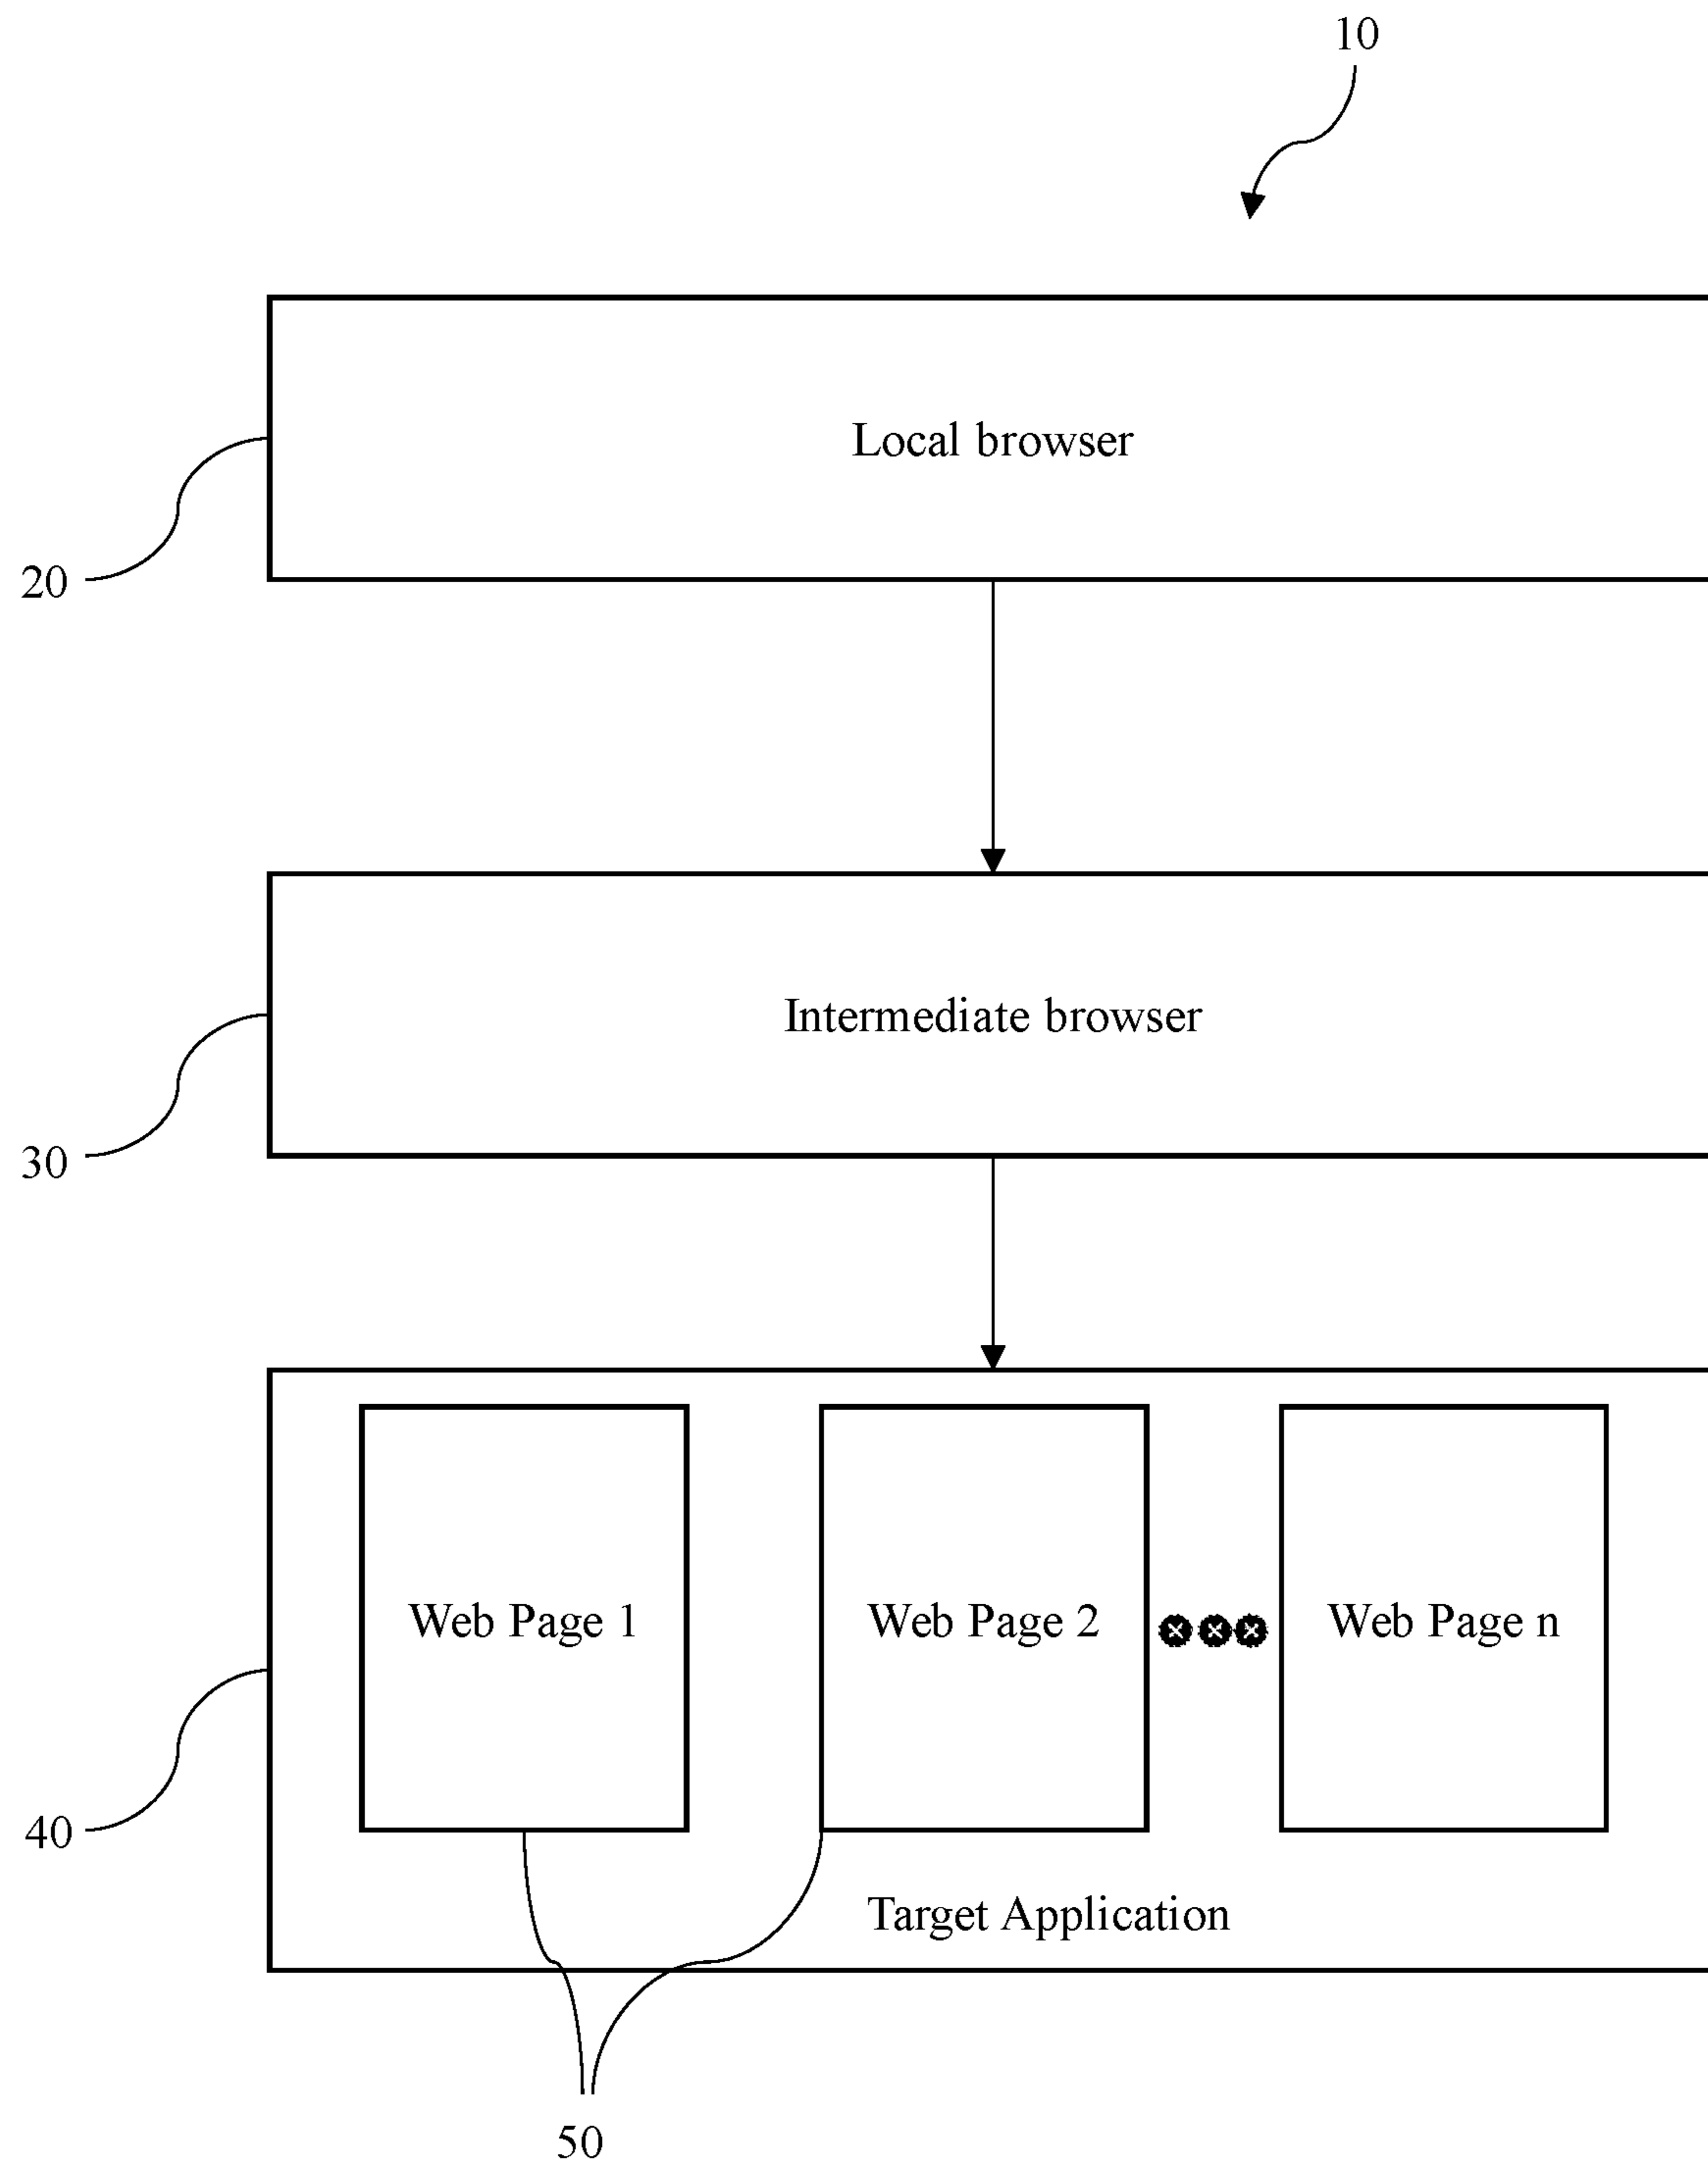 10
Local browser
20
Intermediate browser
30
Web Page 1
Web Page 2
Web Page n
40
Target Application
50